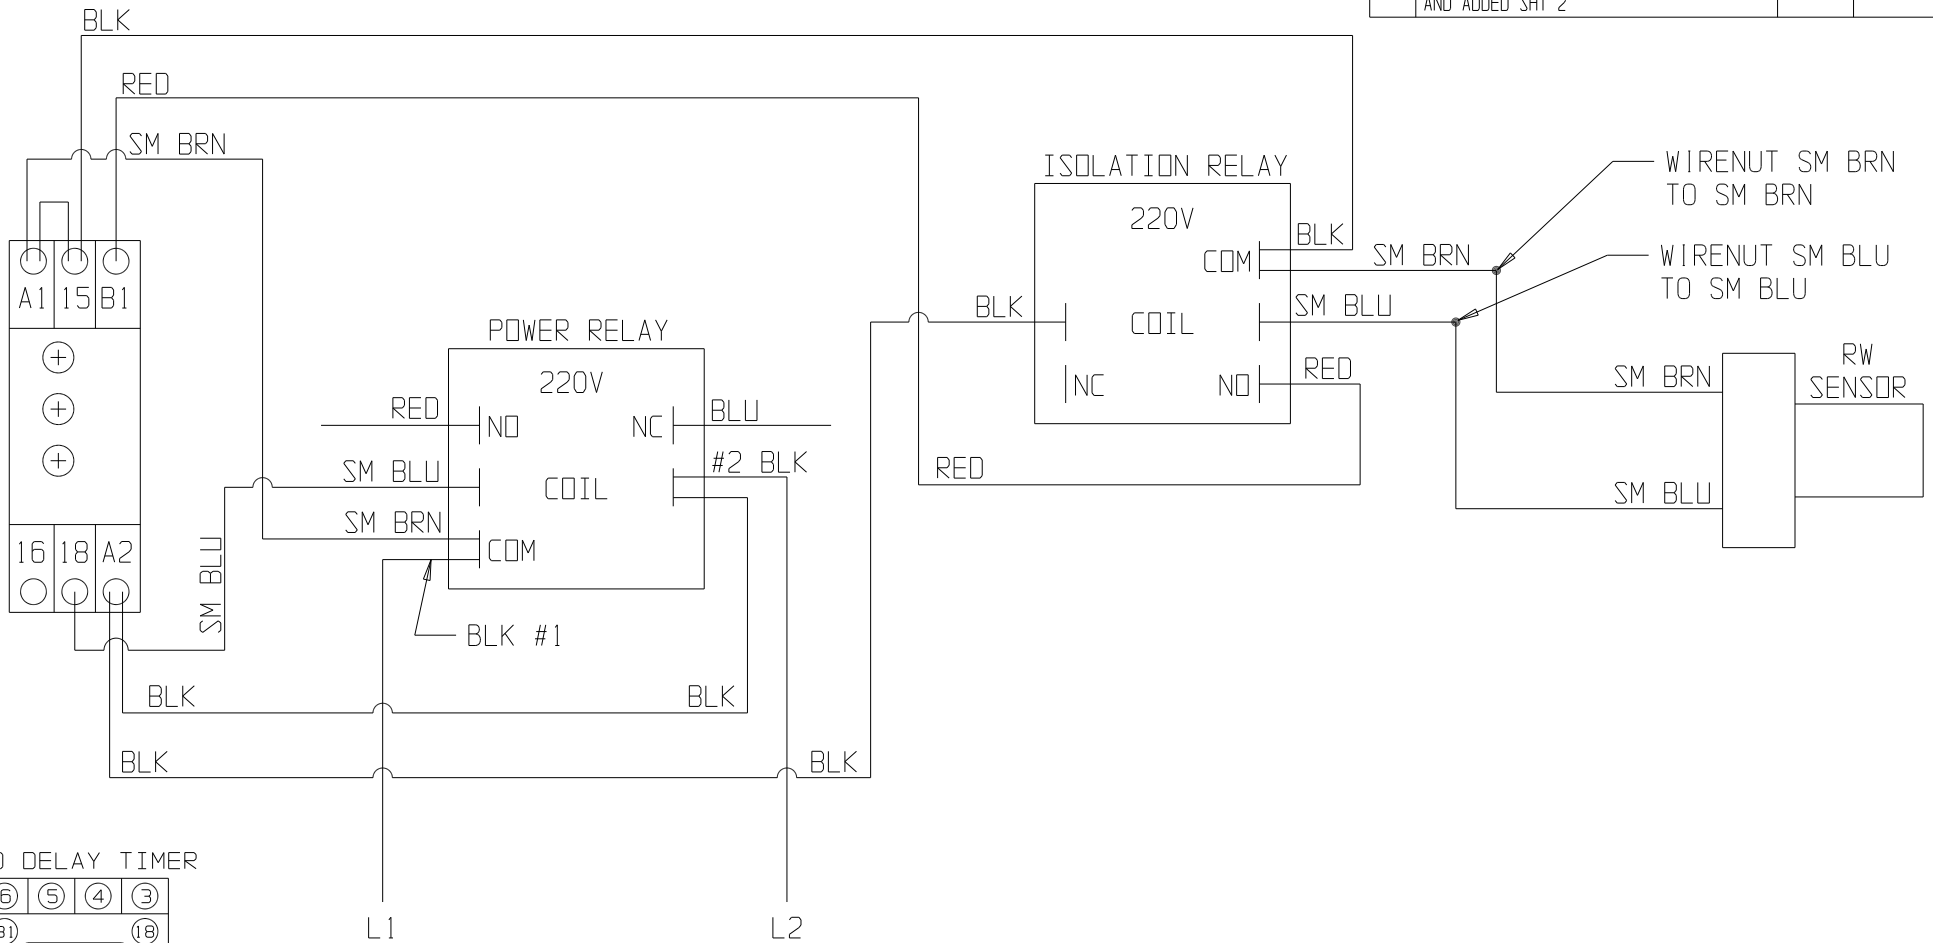 AND ADDED SHT 2
BLK
RED
SM BRN
A1 15 B1
16 18 A2
SM BLU
POWER RELAY
220V
RED
NO
NC
BLU
SM BLU
COIL
#2 BLK
SM BRN
COM
BLK #1
BLK
BLK
BLK
BLK
L1
L2
ISOLATION RELAY
220V
COM
BLK
SM BRN
BLK
COIL
SM BLU
NC
NO
RED
RED
WIRENUT SM BRN
TO SM BRN
WIRENUT SM BLU
TO SM BLU
RW
SENSOR
SM BRN
SM BLU
DELAY TIMER
6 5 4 3
18